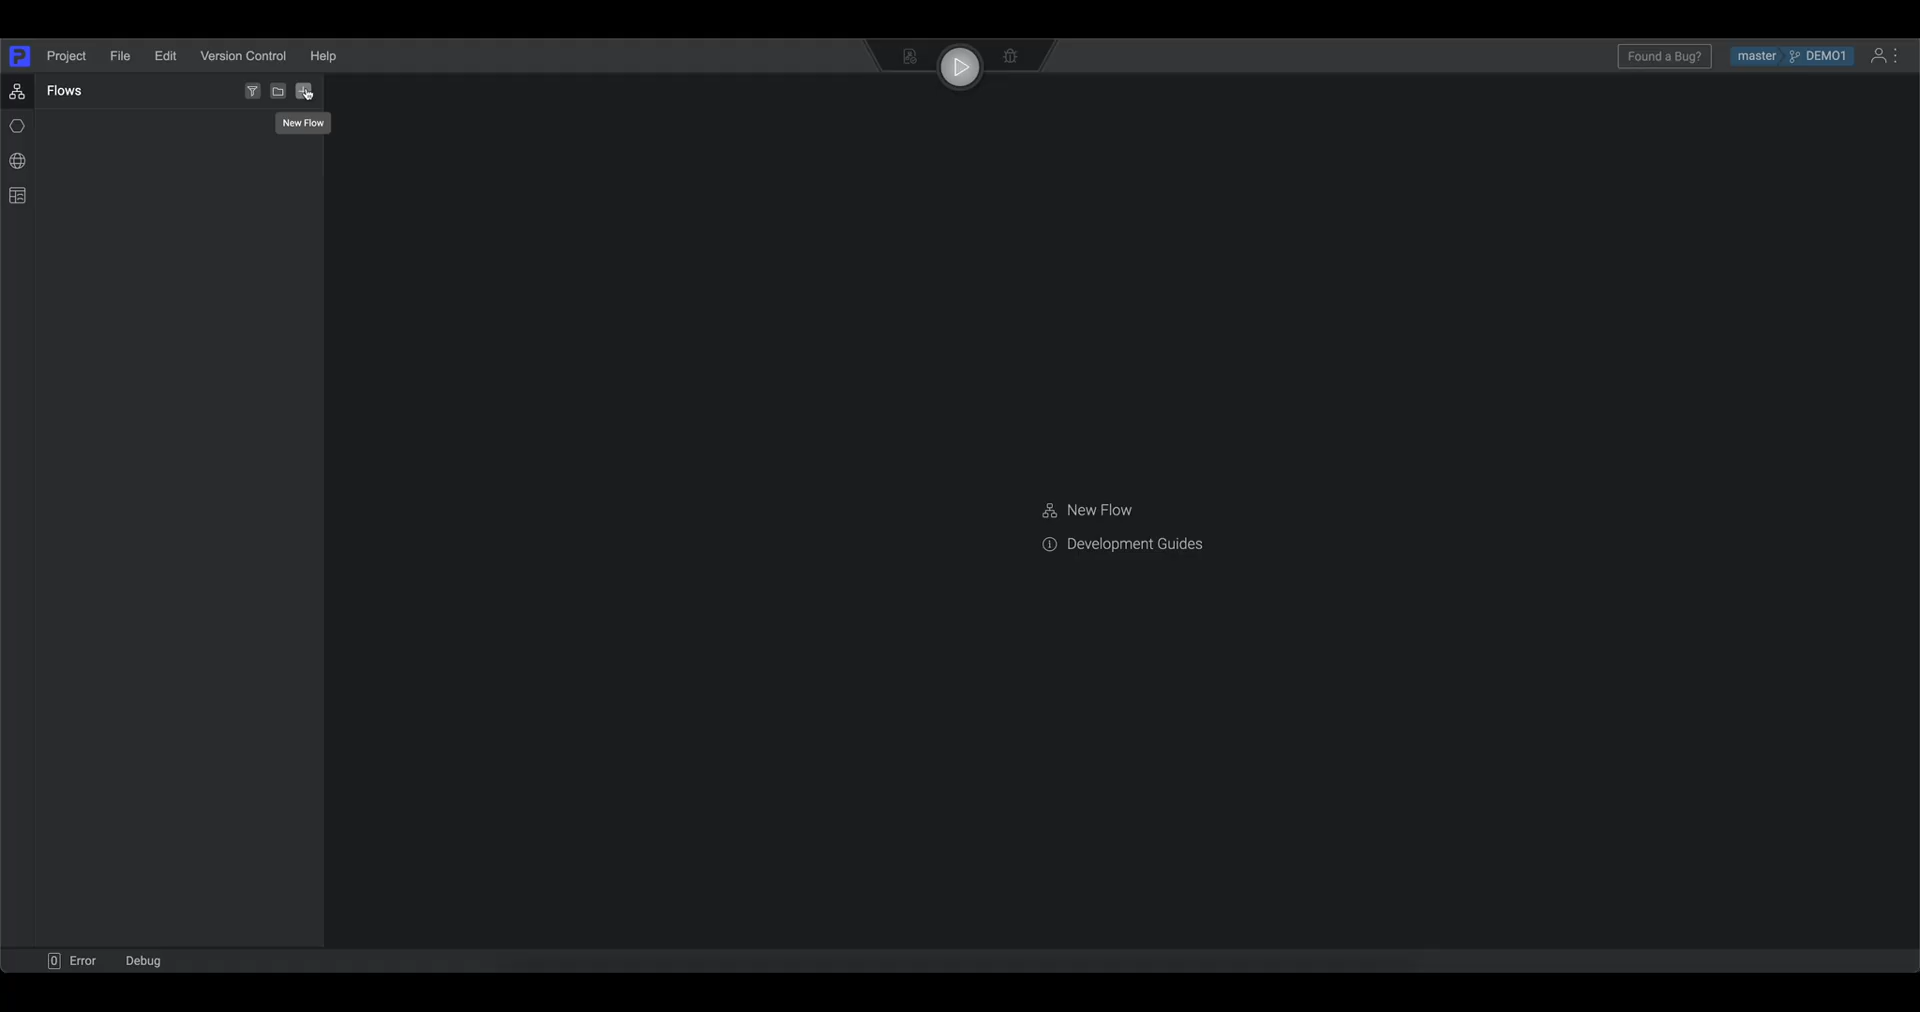 Project File Edit Version Control Help
Found a Bug? master DEMO1
Flows
New Flow
New Flow
Development Guides
0 Error Debug